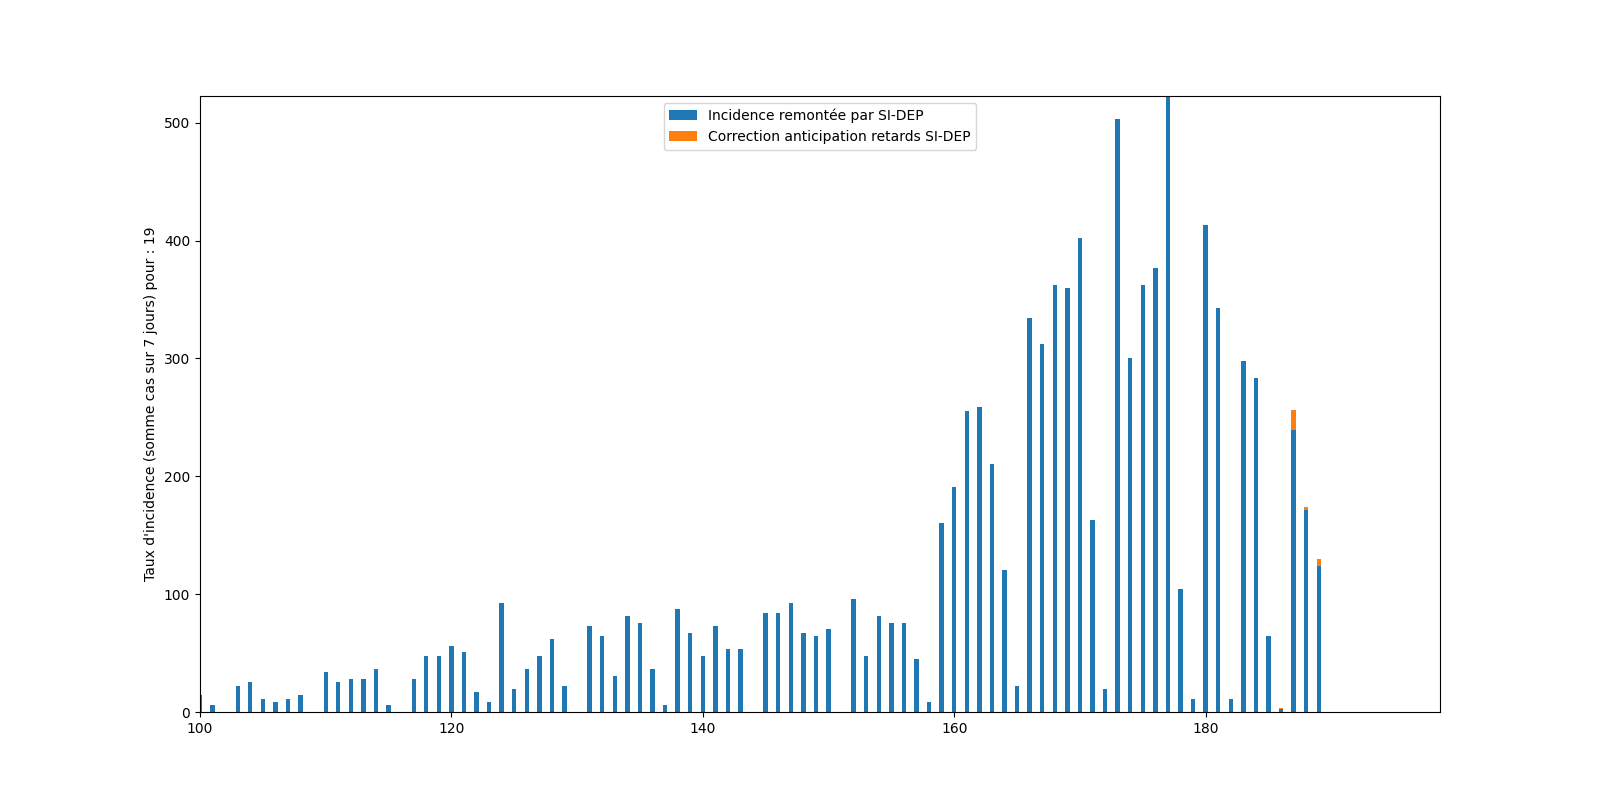 Incidence remontée par SI-DEP
Correction anticipation retards SI-DEP
Taux d'incidence (somme cas sur 7 jours) pour : 19
500
400
300
200
100
0
100 120 140 160 180